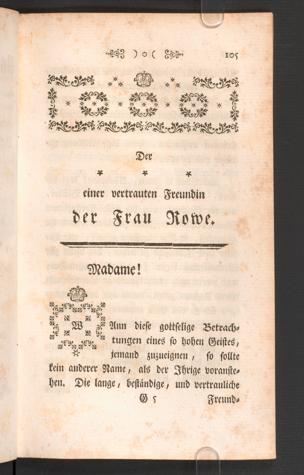 ) o ( 105
Der
* * *
einer vertrauten Freundin
der Frau Rowe.
Madame!
WAnn diese gottselige Betrach-
tungen eines so hohen Geistes,
jemand zuzueignen, so sollte
kein anderer Name, als der Ihrige voranste-
hen. Die lange, beständige, und vertrauliche
G 5 Freund-